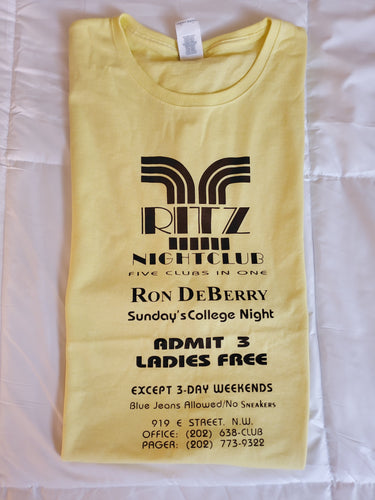 RITZ
NIGHTCLUB
FIVE CLUBS IN ONE
RON DEBERRY
Sunday's College Night
ADMIT 3
LADIES FREE
EXCEPT 3-DAY WEEKENDS
Blue Jeans Allowed/No SNEAKERS
919 E STREET, N.W.
OFFICE: (202) 638-CLUB
PAGER: (202) 773-9322